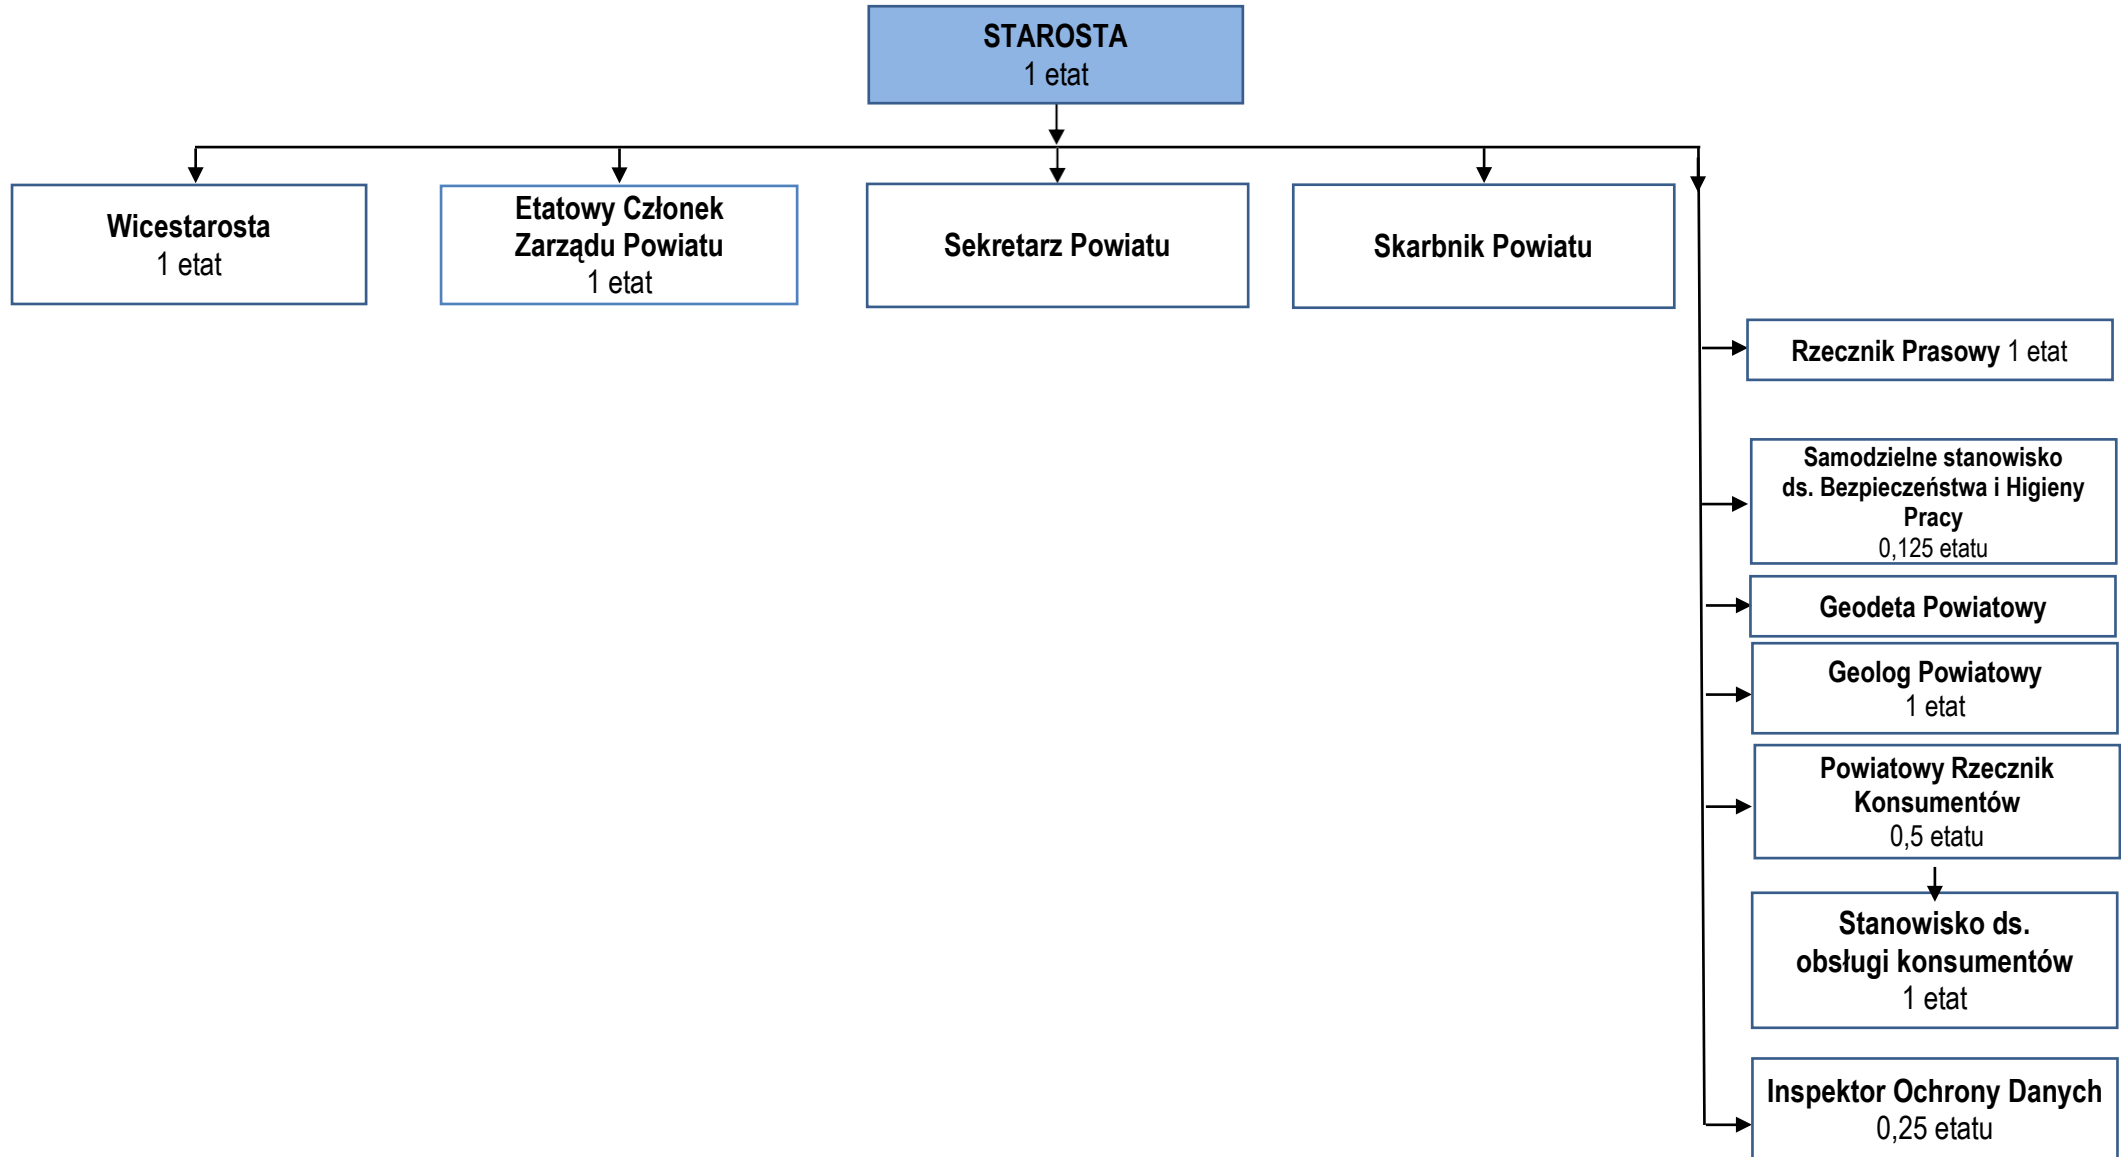 STAROSTA
1 etat
Wicestarosta
1 etat
Etatowy Członek
Zarządu Powiatu
1 etat
Sekretarz Powiatu
Skarbnik Powiatu
Rzecznik Prasowy 1 etat
Samodzielne stanowisko
ds. Bezpieczeństwa i Higieny
Pracy
0,125 etatu
Geodeta Powiatowy
Geolog Powiatowy
1 etat
Powiatowy Rzecznik
Konsumentów
0,5 etatu
Stanowisko ds.
obsługi konsumentów
1 etat
Inspektor Ochrony Danych
0,25 etatu